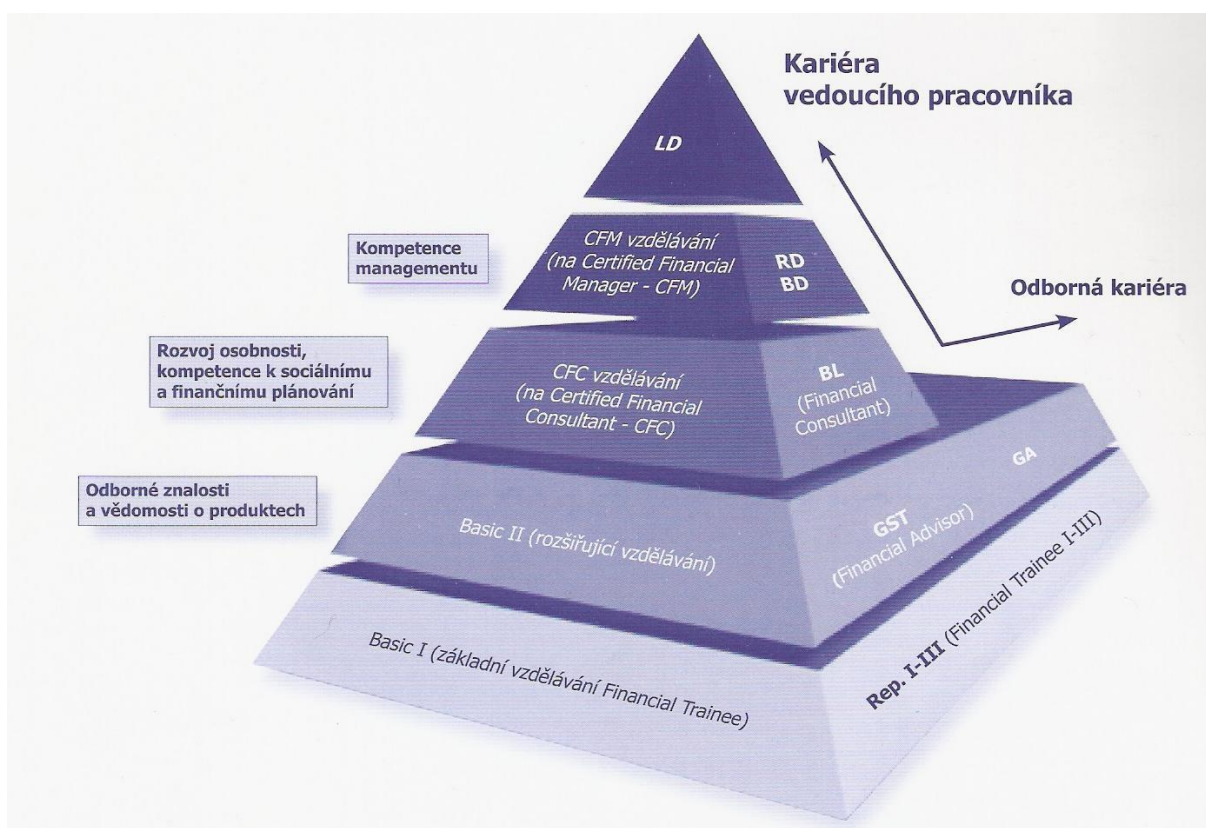 Kariéra
vedoucího pracovníka
LD
Kompetence
managementu
CFM vzdělávání
(na Certified Financial
Manager - CFM)
RD
BD
Odborná kariéra
Rozvoj osobnosti,
kompetence k sociálnímu
a finančnímu plánování
CFC vzdělávání
(na Certified Financial
Consultant - CFC)
BL
(Financial
Consultant)
Odborné znalosti
a vědomosti o produktech
Basic II (rozšiřující vzdělávání)
GST
(Financial Advisor)
GA
Basic I (základní vzdělávání Financial Trainee)
Rep. I-III (Financial Trainee I-III)